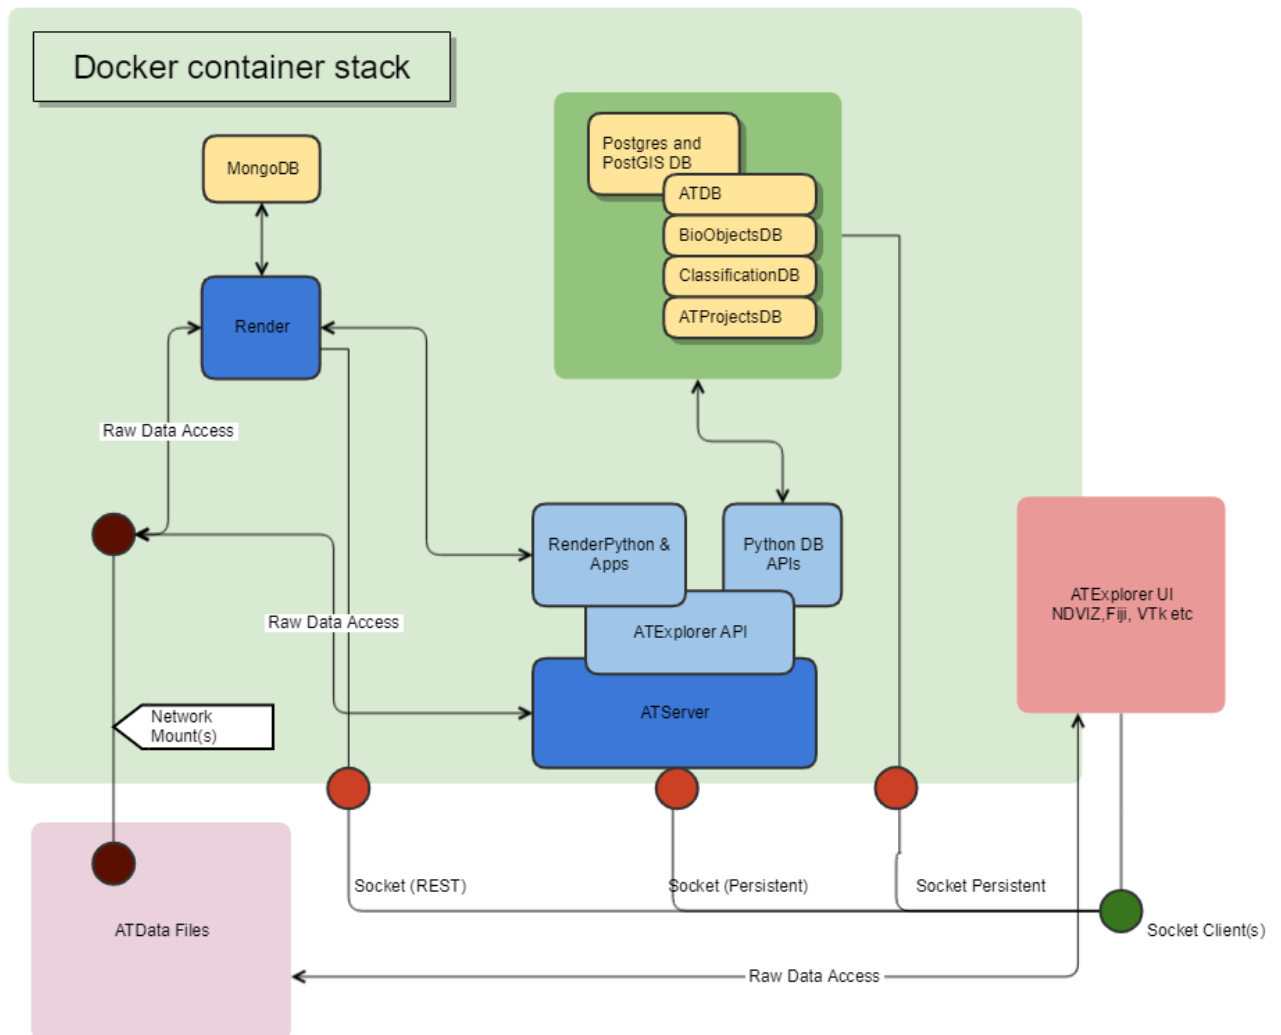 Docker container stack
MongoDB
Postgres and
PostGIS DB
ATDB
BioObjectsDB
ClassificationDB
ATProjectsDB
Render
Raw Data Access
RenderPython &
Apps
Python DB
APIs
ATExplorer API
ATExplorer UI
NDVIZ,Fiji, VTk etc
Raw Data Access
ATServer
Network
Mount(s)
Socket (REST)
Socket (Persistent)
Socket Persistent
ATData Files
Socket Client(s)
Raw Data Access